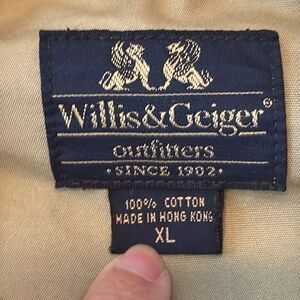 Willis&Geiger®
outfitters
• SINCE 1902 •
100% COTTON
MADE IN HONG KONG
XL